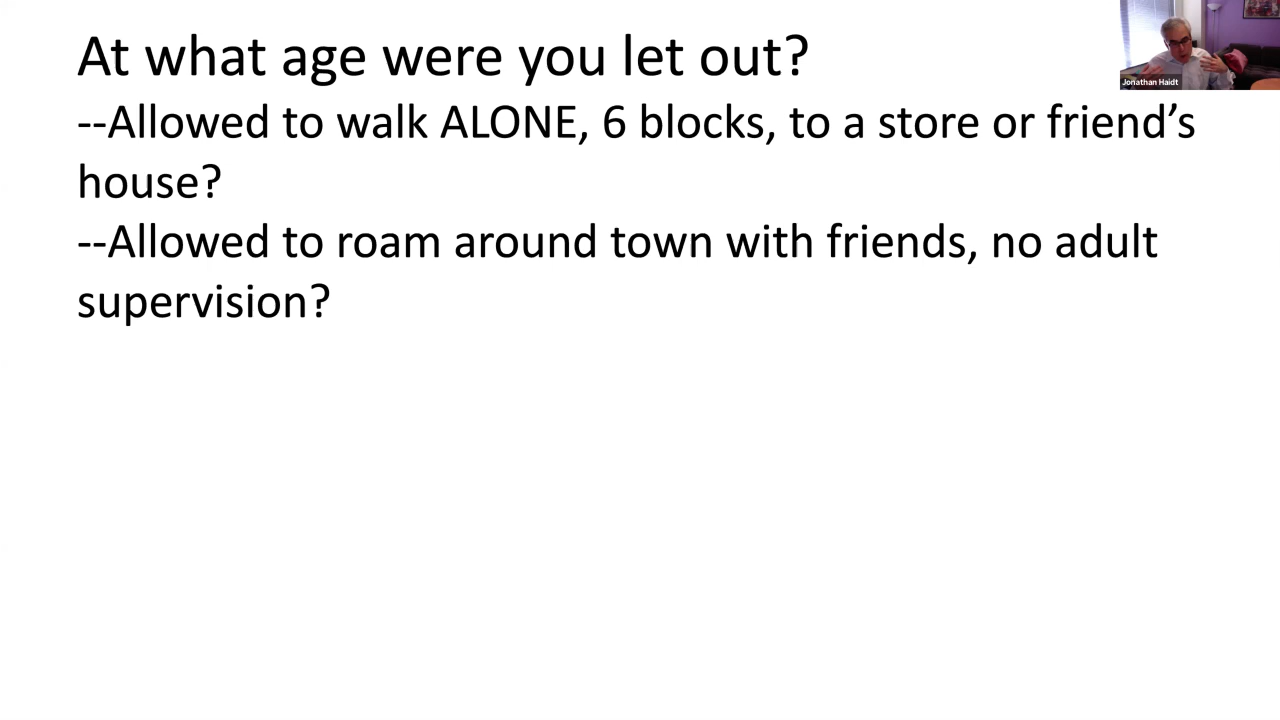 At what age were you let out?
--Allowed to walk ALONE, 6 blocks, to a store or friend’s
house?
--Allowed to roam around town with friends, no adult
supervision?
Jonathan Haidt